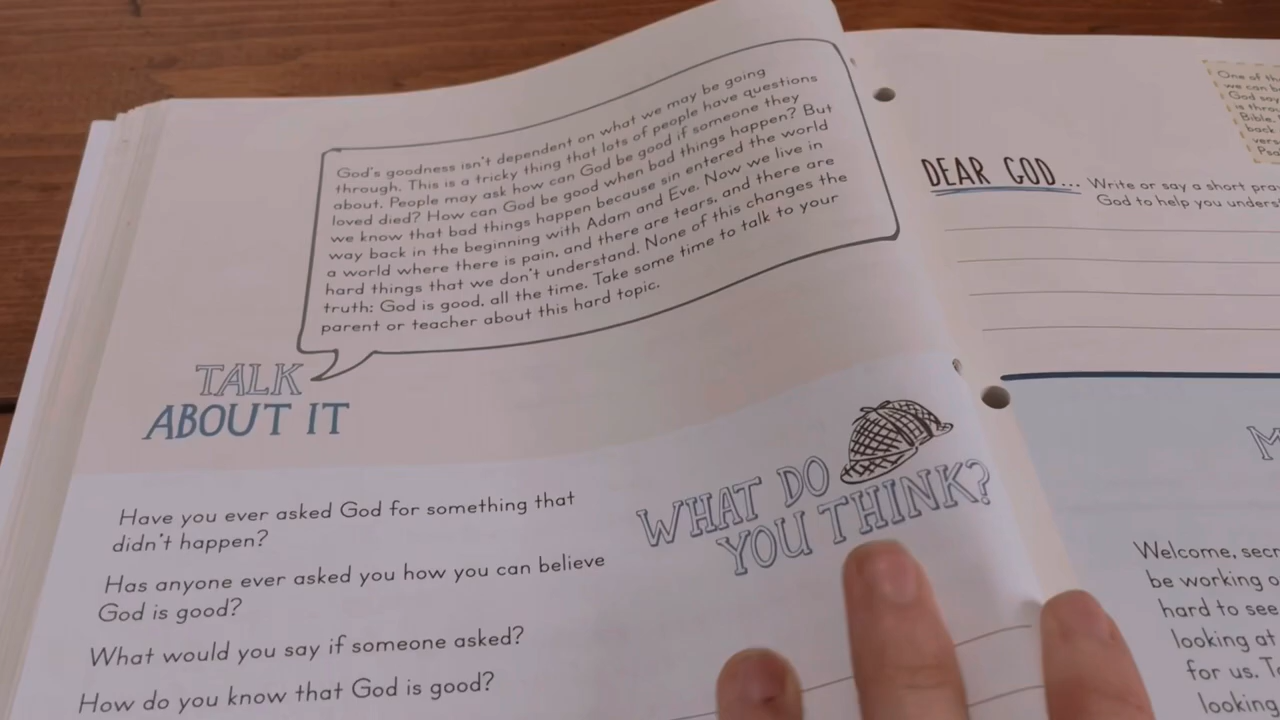 God's goodness isn't dependent on what we may be going
through. This is a tricky thing that lots of people have questions
about. People may ask how can God be good if someone they
loved died? How can God be good when bad things happen? But
we know that bad things happen because sin entered the world
way back in the beginning with Adam and Eve. Now we live in
a world where there is pain, and there are tears, and there are
hard things that we don't understand. None of this changes the
truth: God is good, all the time. Take some time to talk to your
parent or teacher about this hard topic.
TALK
ABOUT IT
Have you ever asked God for something that
didn't happen?
Has anyone ever asked you how you can believe
God is good?
What would you say if someone asked?
How do you know that God is good?
WHAT DO
YOU THINK?
One of
we can
God
is
Bible.
back
DEAR GOD...
Write or say a short
God to help you
M
Welcome,
be working
hard to see
looking at
for us.
looking